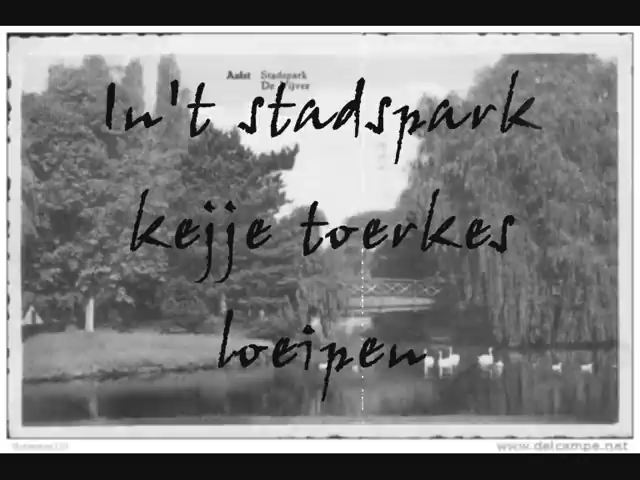 Aalst Stadspark
De Vijver
In't stadspark
kejje toerkes
loeipen
www.delcampe.net